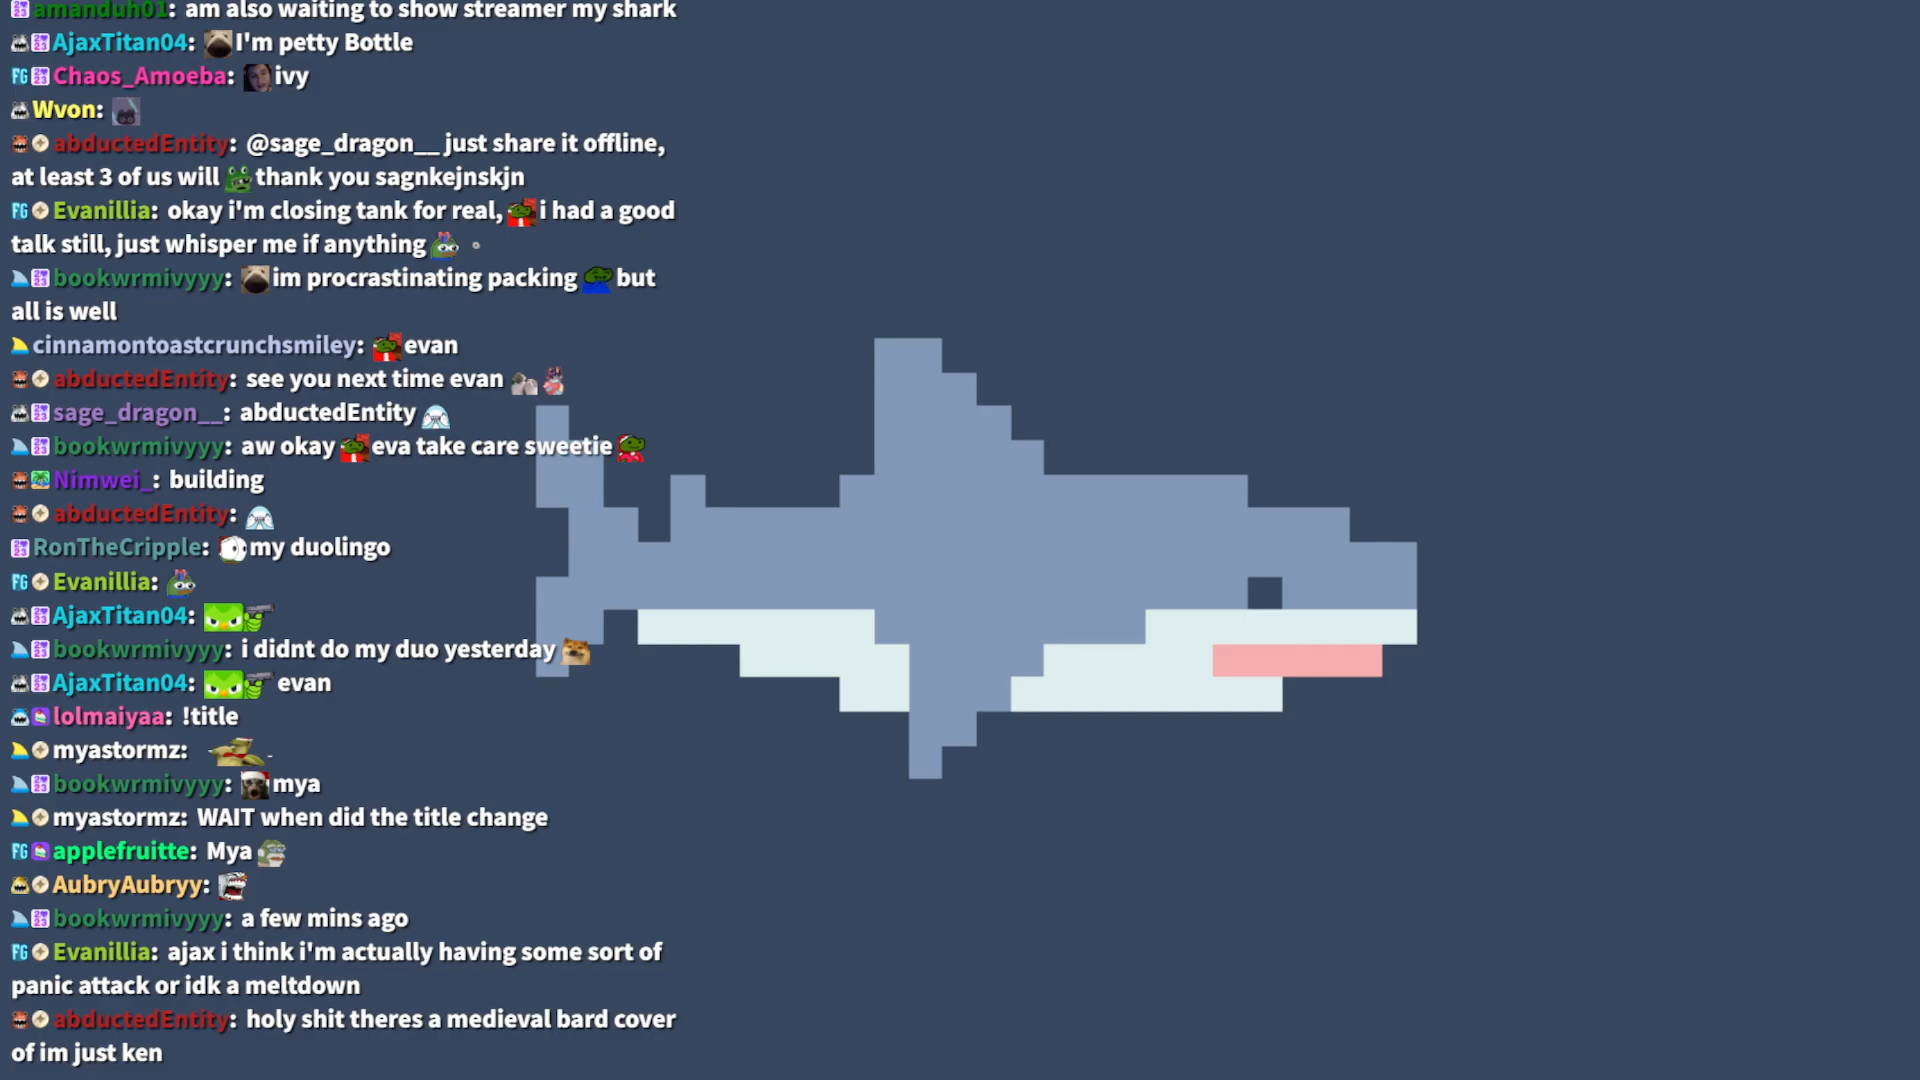 amanduh01: am also waiting to show streamer my shark
AjaxTitan04: I'm petty Bottle
FG Chaos_Amoeba: ivy
Wvon:
abductedEntity: @sage_dragon__ just share it offline,
at least 3 of us will thank you sagnkejnskjn
FG Evanillia: okay i'm closing tank for real, i had a good
talk still, just whisper me if anything
bookwrmivyyy: im procrastinating packing but
all is well
cinnamontoastcrunchsmiley: evan
abductedEntity: see you next time evan
sage_dragon__: abductedEntity
bookwrmivyyy: aw okay eva take care sweetie
Nimwei_: building
abductedEntity:
RonTheCripple: my duolingo
FG Evanillia:
AjaxTitan04:
bookwrmivyyy: i didnt do my duo yesterday
AjaxTitan04: evan
lolmaiyaa: !title
myastormz:
bookwrmivyyy: mya
myastormz: WAIT when did the title change
FG applefruitte: Mya
AubryAubryy:
bookwrmivyyy: a few mins ago
FG Evanillia: ajax i think i'm actually having some sort of
panic attack or idk a meltdown
abductedEntity: holy shit theres a medieval bard cover
of im just ken